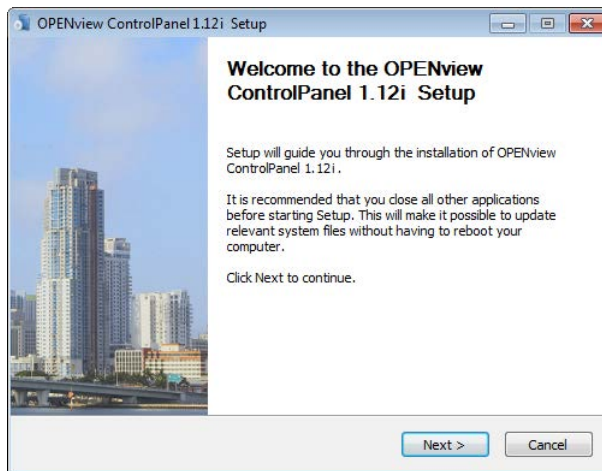 OPENview ControlPanel 1.12i Setup
Welcome to the OPENview
ControlPanel 1.12i Setup
Setup will guide you through the installation of OPENview
ControlPanel 1.12i.
It is recommended that you close all other applications
before starting Setup. This will make it possible to update
relevant system files without having to reboot your
computer.
Click Next to continue.
Next >
Cancel